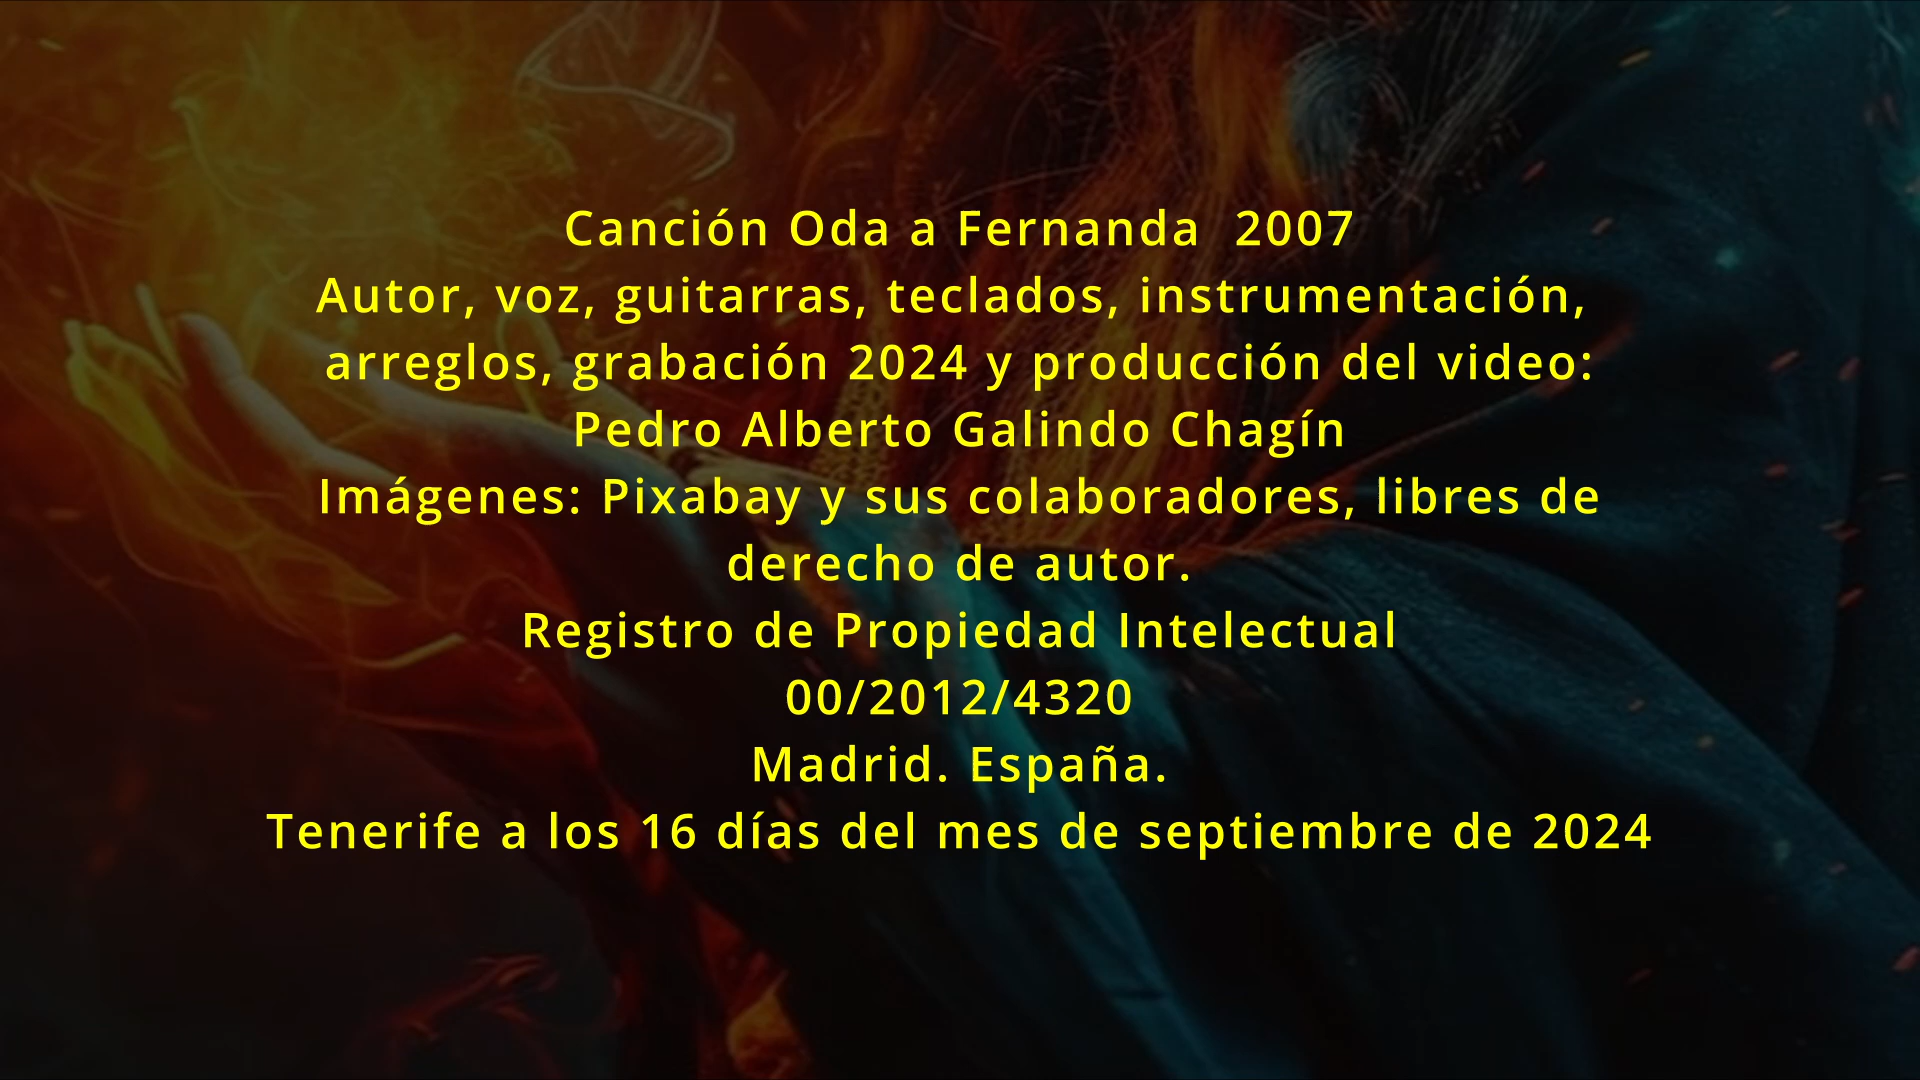 Canción Oda a Fernanda  2007
Autor, voz, guitarras, teclados, instrumentación,
arreglos, grabación 2024 y producción del video:
Pedro Alberto Galindo Chagín
Imágenes: Pixabay y sus colaboradores, libres de
derecho de autor.
Registro de Propiedad Intelectual
00/2012/4320
Madrid. España.
Tenerife a los 16 días del mes de septiembre de 2024